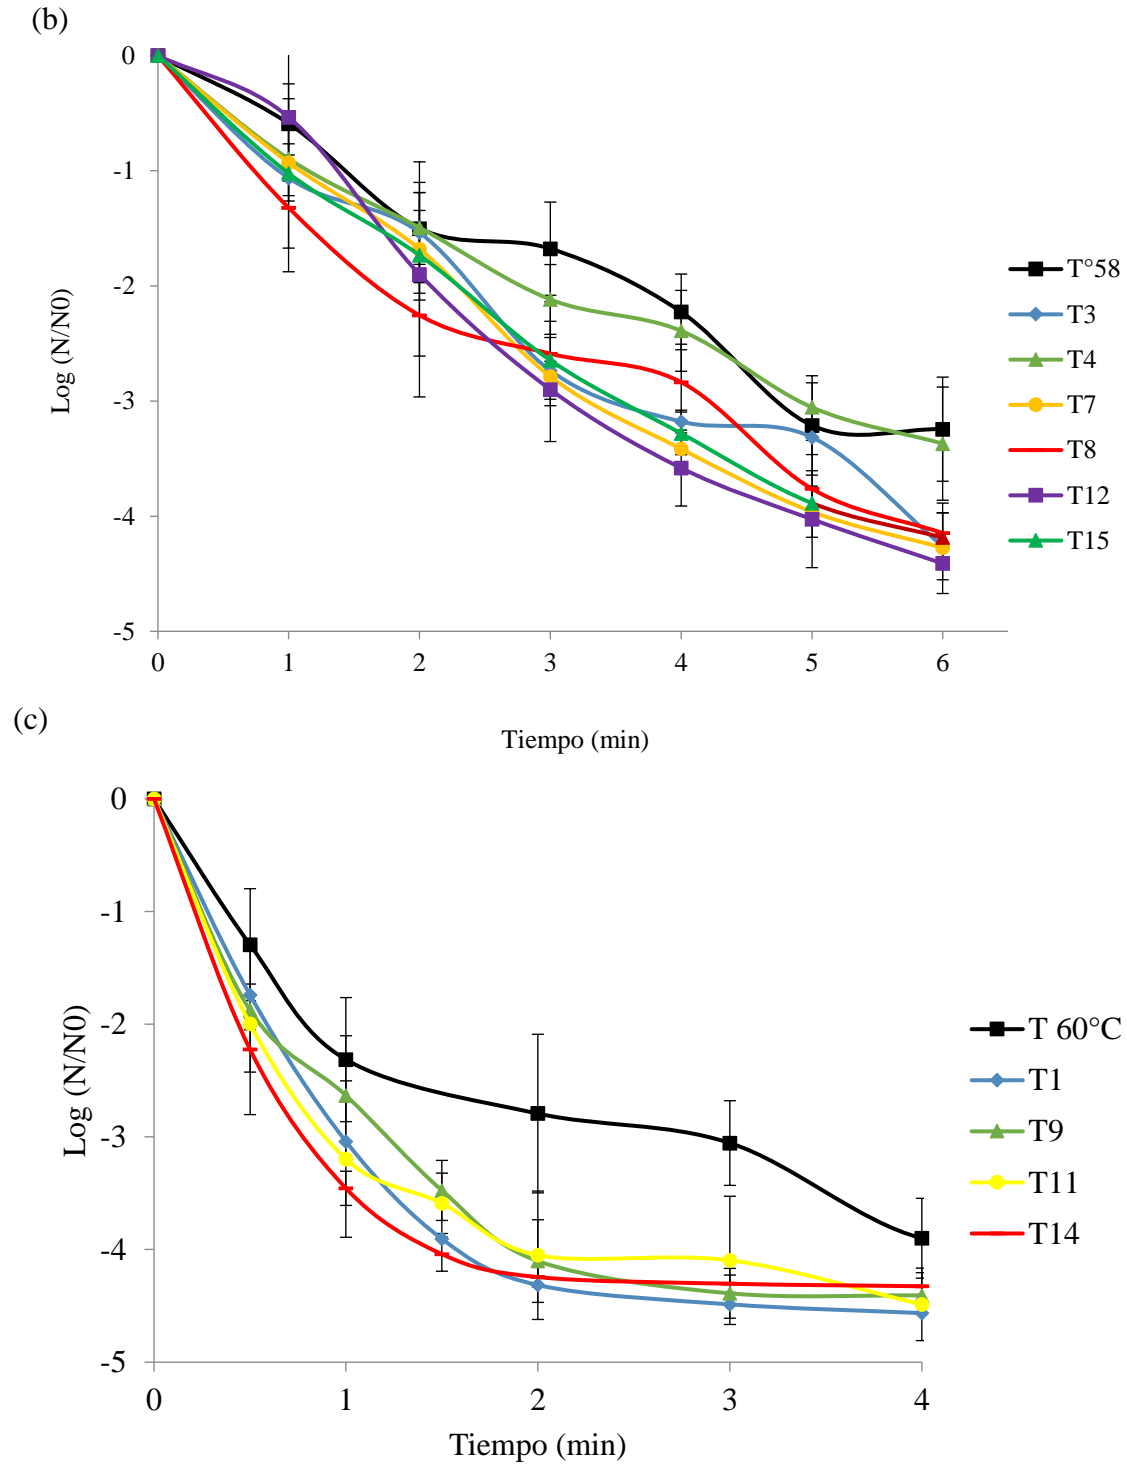 (b)
0
-1
-2
-3
-4
-5
Log (N/N0)
0 1 2 3 4 5 6
Tiempo (min)
T°58
T3
T4
T7
T8
T12
T15
(c)
0
-1
-2
-3
-4
-5
Log (N/N0)
0 1 2 3 4
Tiempo (min)
T 60°C
T1
T9
T11
T14